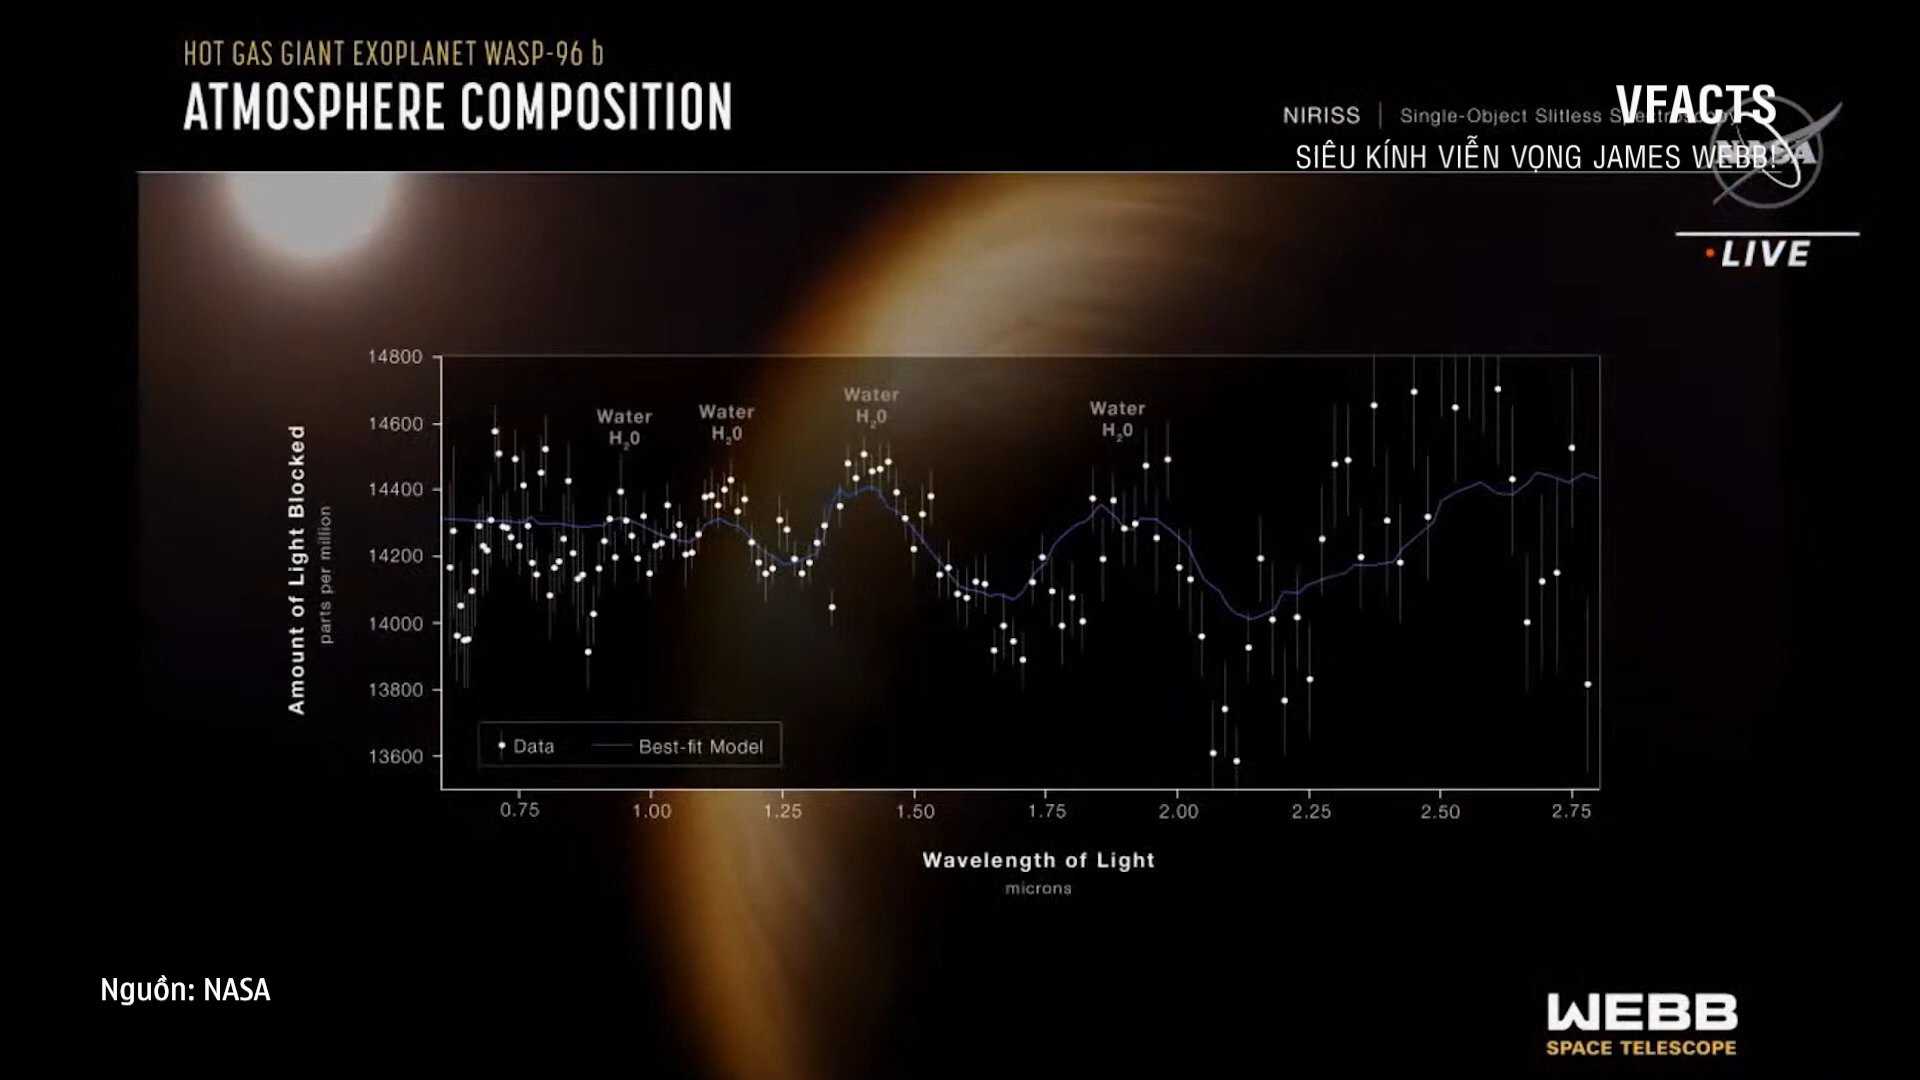 HOT GAS GIANT EXOPLANET WASP-96 b
ATMOSPHERE COMPOSITION
NIRISS | Single-Object Slitless Spectroscopy
VFACTS
SIÊU KÍNH VIỄN VỌNG JAMES WEBB!
NASA
LIVE
Amount of Light Blocked
parts per million
14800
14600
14400
14200
14000
13800
13600
Water
H₂O
Water
H₂O
Water
H₂O
Water
H₂O
Data
Best-fit Model
0.75 1.00 1.25 1.50 1.75 2.00 2.25 2.50 2.75
Wavelength of Light
microns
Nguồn: NASA
WEBB
SPACE TELESCOPE